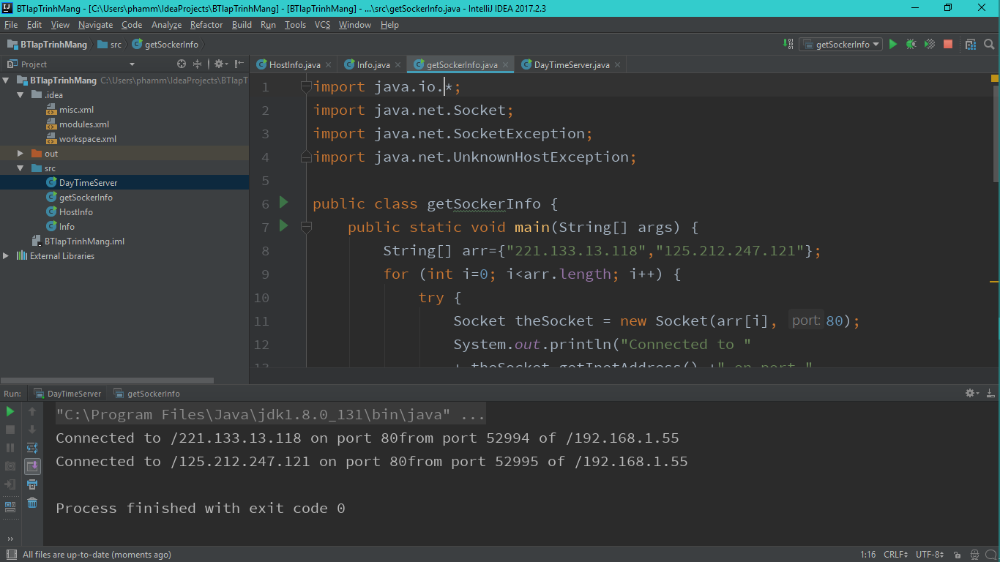 BTlapTrinhMang - [C:\Users\phamm\IdeaProjects\BTlapTrinhMang] - [BTlapTrinhMang] - ...\src\getSockerInfo.java - IntelliJ IDEA 2017.2.3
File Edit View Navigate Code Analyze Refactor Build Run Tools VCS Window Help
BTlapTrinhMang src getSockerInfo
getSockerInfo
Project
HostInfo.java Info.java getSockerInfo.java DayTimeServer.java
BTlapTrinhMang C:\Users\phamm\IdeaProjects\BTlapT
.idea
misc.xml
modules.xml
workspace.xml
out
src
DayTimeServer
getSockerInfo
HostInfo
Info
BTlapTrinhMang.iml
External Libraries
1 import java.io.*;
2 import java.net.Socket;
3 import java.net.SocketException;
4 import java.net.UnknownHostException;
5
6 public class getSockerInfo {
7 public static void main(String[] args) {
8 String[] arr={"221.133.13.118","125.212.247.121"};
9 for (int i=0; i<arr.length; i++) {
10 try {
11 Socket theSocket = new Socket(arr[i], port: 80);
12 System.out.println("Connected to "
13 + theSocket.getInetAddress() +" on port "
Run: DayTimeServer getSockerInfo
"C:\Program Files\Java\jdk1.8.0_131\bin\java" ...
Connected to /221.133.13.118 on port 80from port 52994 of /192.168.1.55
Connected to /125.212.247.121 on port 80from port 52995 of /192.168.1.55
Process finished with exit code 0
All files are up-to-date (moments ago)
1:16 CRLF UTF-8